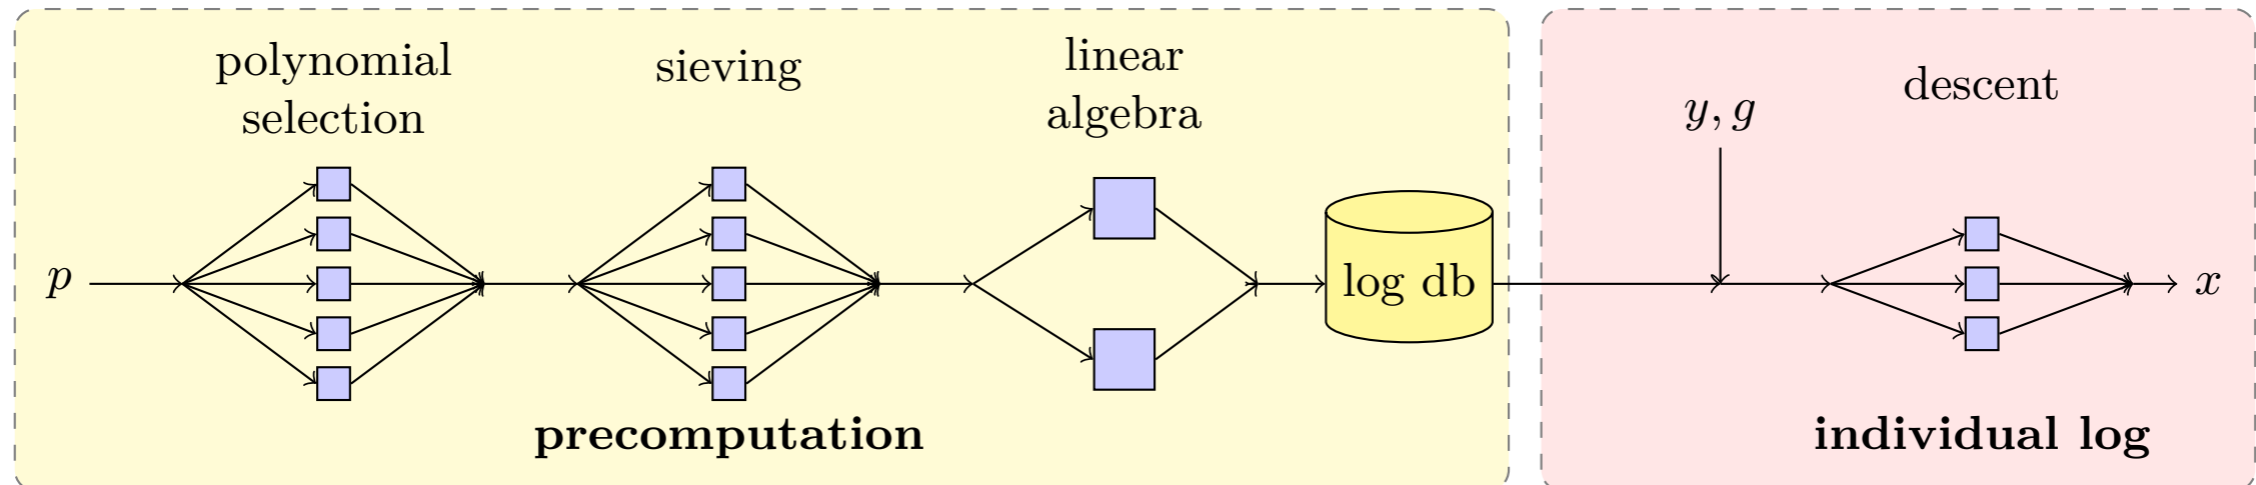 polynomial
selection
sieving
linear
algebra
p
log db
precomputation
y, g
descent
x
individual log